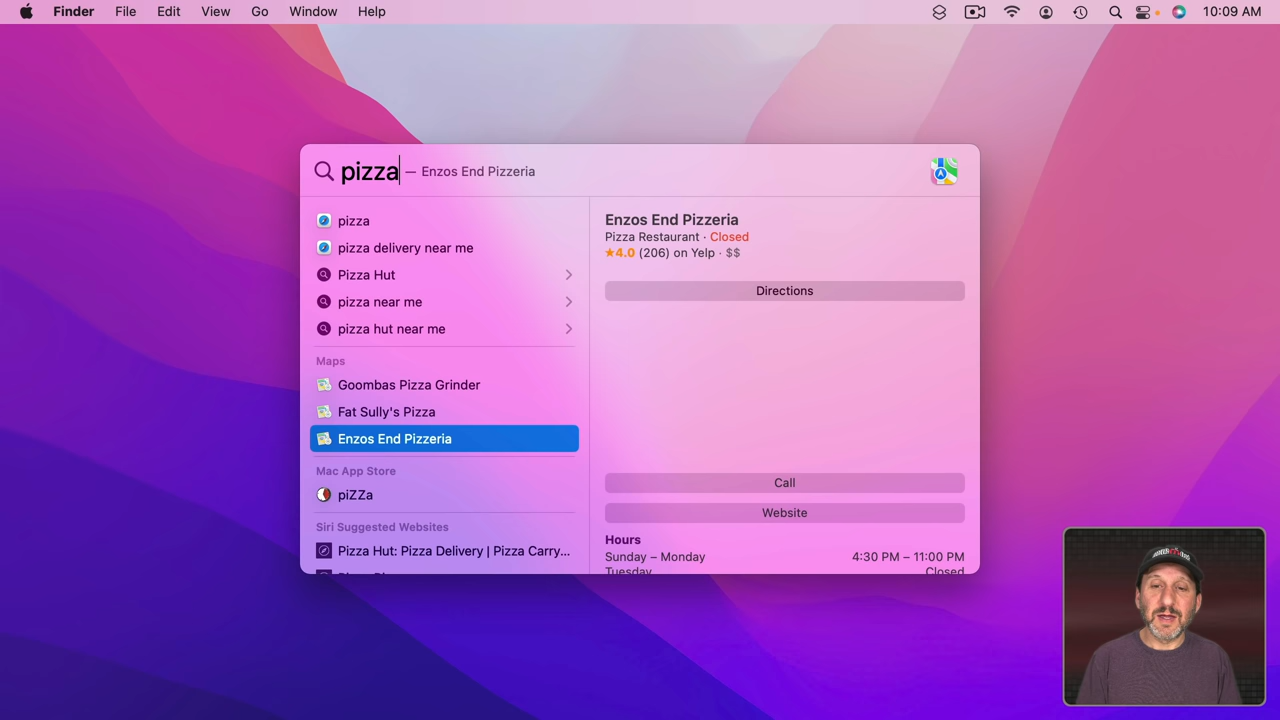 Finder File Edit View Go Window Help 10:09 AM
pizza — Enzos End Pizzeria
pizza
pizza delivery near me
Pizza Hut
pizza near me
pizza hut near me
Maps
Goombas Pizza Grinder
Fat Sully's Pizza
Enzos End Pizzeria
Mac App Store
piZZa
Siri Suggested Websites
Pizza Hut: Pizza Delivery | Pizza Carry...
Enzos End Pizzeria
Pizza Restaurant · Closed
★4.0 (206) on Yelp · $$
Directions
Call
Website
Hours
Sunday – Monday 4:30 PM – 11:00 PM
Tuesday Closed